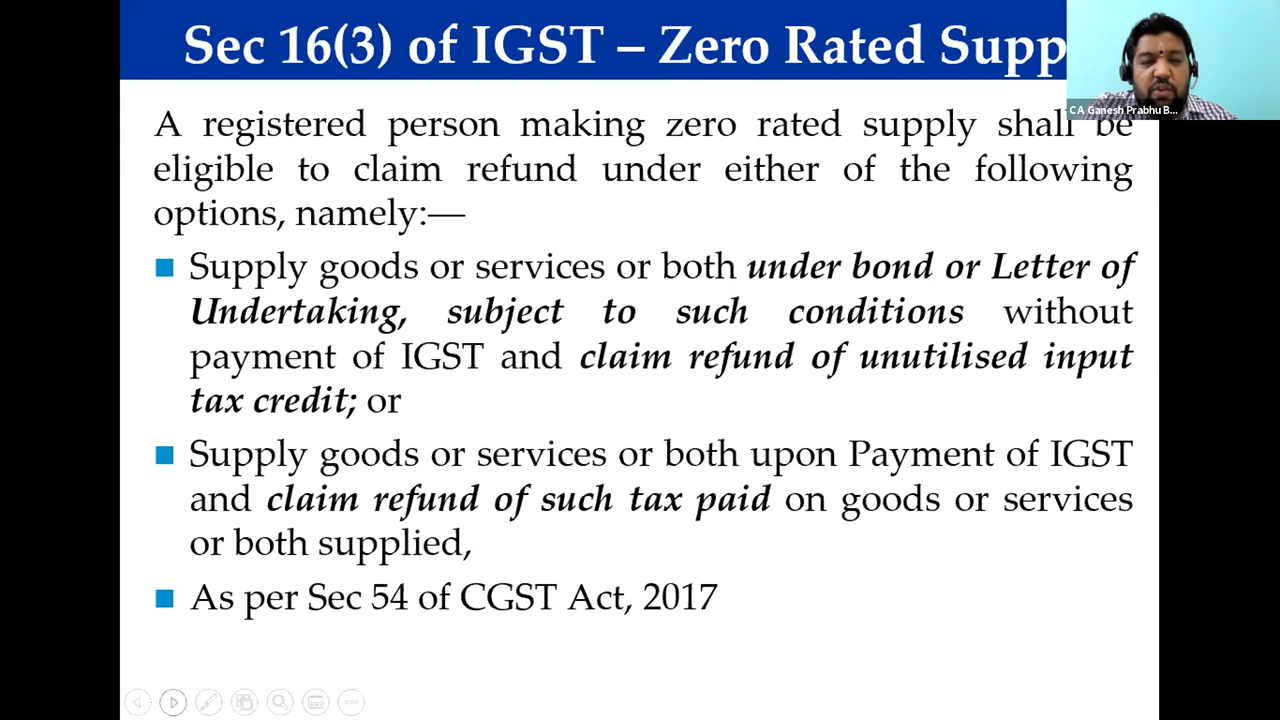 Sec 16(3) of IGST – Zero Rated Supp
CA Ganesh Prabhu B...
A registered person making zero rated supply shall be
eligible to claim refund under either of the following
options, namely:—
Supply goods or services or both under bond or Letter of
Undertaking, subject to such conditions without
payment of IGST and claim refund of unutilised input
tax credit; or
Supply goods or services or both upon Payment of IGST
and claim refund of such tax paid on goods or services
or both supplied,
As per Sec 54 of CGST Act, 2017